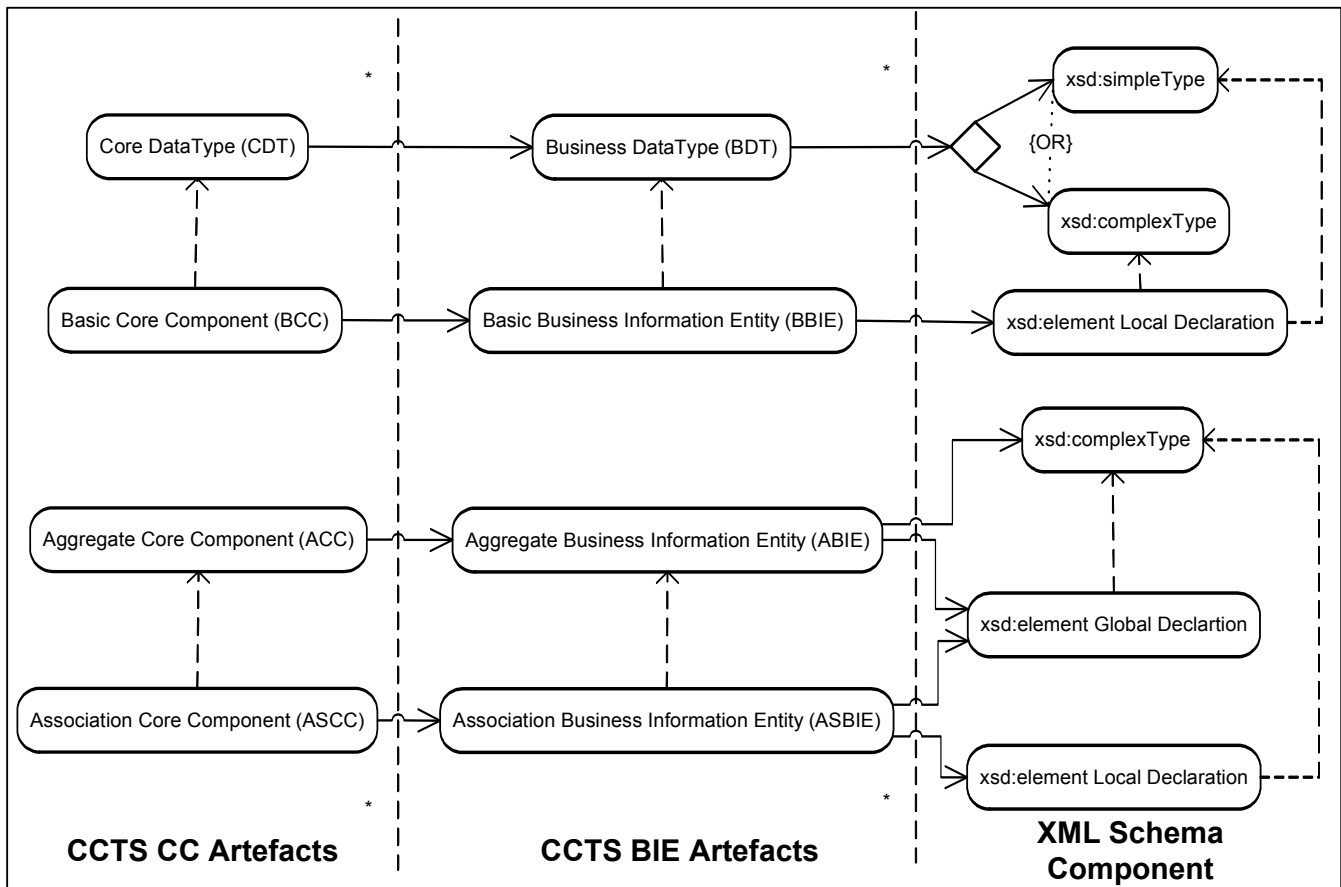 *
*
xsd:simpleType
Core DataType (CDT)
Business DataType (BDT)
{OR}
xsd:complexType
Basic Core Component (BCC)
Basic Business Information Entity (BBIE)
xsd:element Local Declaration
xsd:complexType
Aggregate Core Component (ACC)
Aggregate Business Information Entity (ABIE)
xsd:element Global Declartion
Association Core Component (ASCC)
Association Business Information Entity (ASBIE)
xsd:element Local Declaration
*
*
CCTS CC Artefacts
CCTS BIE Artefacts
XML Schema
Component